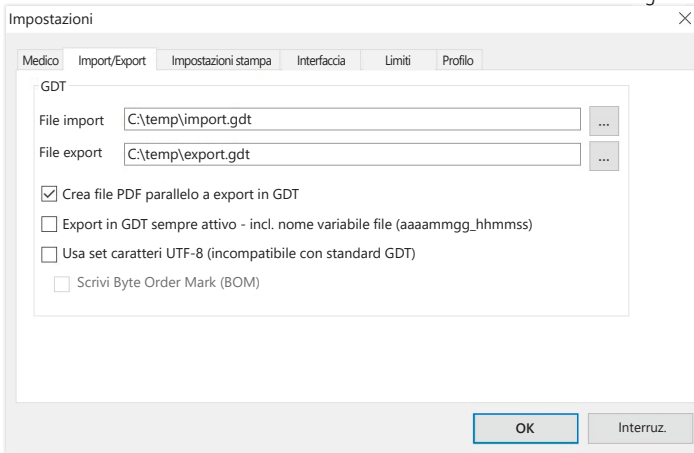 Impostazioni
Medico Import/Export Impostazioni stampa Interfaccia Limiti Profilo
GDT
File import C:\temp\import.gdt ...
File export C:\temp\export.gdt ...
Crea file PDF parallelo a export in GDT
Export in GDT sempre attivo - incl. nome variabile file (aaaammgg_hhmmss)
Usa set caratteri UTF-8 (incompatibile con standard GDT)
Scrivi Byte Order Mark (BOM)
OK Interruz.